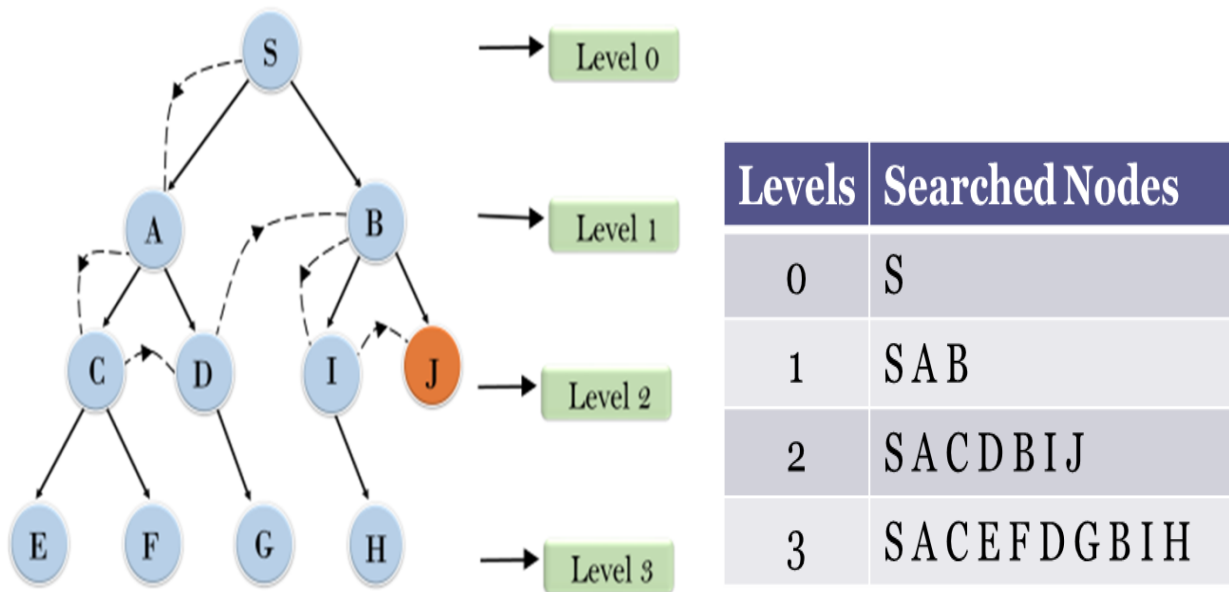 S
Level 0
A
B
Level 1
C
D
I
J
Level 2
E
F
G
H
Level 3
Levels Searched Nodes
0 S
1 S A B
2 S A C D B I J
3 S A C E F D G B I H